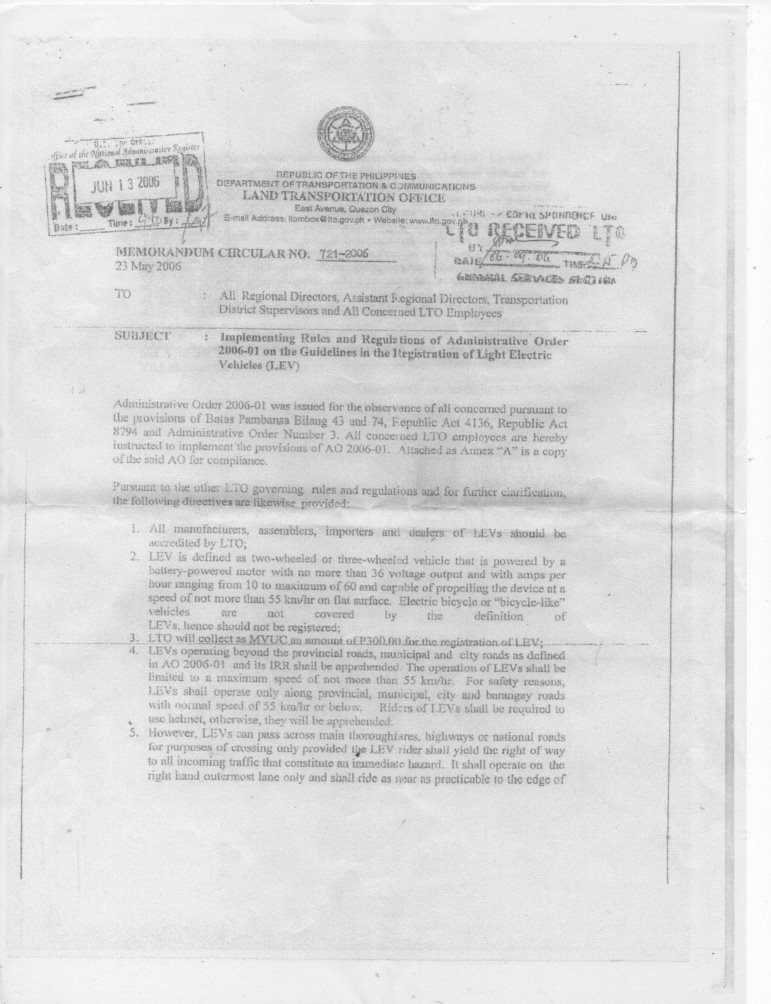 Office of the National Administrative Register
RECEIVED
JUN 13 2006
Date: Time: By:
REPUBLIC OF THE PHILIPPINES
DEPARTMENT OF TRANSPORTATION & COMMUNICATIONS
LAND TRANSPORTATION OFFICE
East Avenue, Quezon City
E-mail Address: ltombox@lto.gov.ph • Website: www.lto.gov.ph
LTO RECEIVED LTO
BY
DATE TIME
GENERAL SERVICES SECTION
MEMORANDUM CIRCULAR NO. 721-2006
23 May 2006
TO : All Regional Directors, Assistant Regional Directors, Transportation
District Supervisors and All Concerned LTO Employees
SUBJECT : Implementing Rules and Regulations of Administrative Order
2006-01 on the Guidelines in the Registration of Light Electric
Vehicles (LEV)
Administrative Order 2006-01 was issued for the observance of all concerned pursuant to
the provisions of Batas Pambansa Bilang 43 and 74, Republic Act 4136, Republic Act
8794 and Administrative Order Number 3. All concerned LTO employees are hereby
instructed to implement the provisions of AO 2006-01. Attached as Annex "A" is a copy
of the said AO for compliance.
Pursuant to the other LTO governing rules and regulations and for further clarification,
the following directives are likewise provided:
1. All manufacturers, assemblers, importers and dealers of LEVs should be
accredited by LTO;
2. LEV is defined as two-wheeled or three-wheeled vehicle that is powered by a
battery-powered motor with no more than 36 voltage output and with amps per
hour ranging from 10 to maximum of 60 and capable of propelling the device at a
speed of not more than 55 km/hr on flat surface. Electric bicycle or "bicycle-like"
vehicles are not covered by the definition of
LEVs, hence should not be registered;
3. LTO will collect as MVUC an amount of P300.00 for the registration of LEV;
4. LEVs operating beyond the provincial roads, municipal and city roads as defined
in AO 2006-01 and its IRR shall be apprehended. The operation of LEVs shall be
limited to a maximum speed of not more than 55 km/hr. For safety reasons,
LEVs shall operate only along provincial, municipal, city and barangay roads
with normal speed of 55 km/hr or below. Riders of LEVs shall be required to
use helmet, otherwise, they will be apprehended.
5. However, LEVs can pass across main thoroughfares, highways or national roads
for purposes of crossing only provided the LEV rider shall yield the right of way
to all incoming traffic that constitute an immediate hazard. It shall operate on the
right hand outermost lane only and shall ride as near as practicable to the edge of